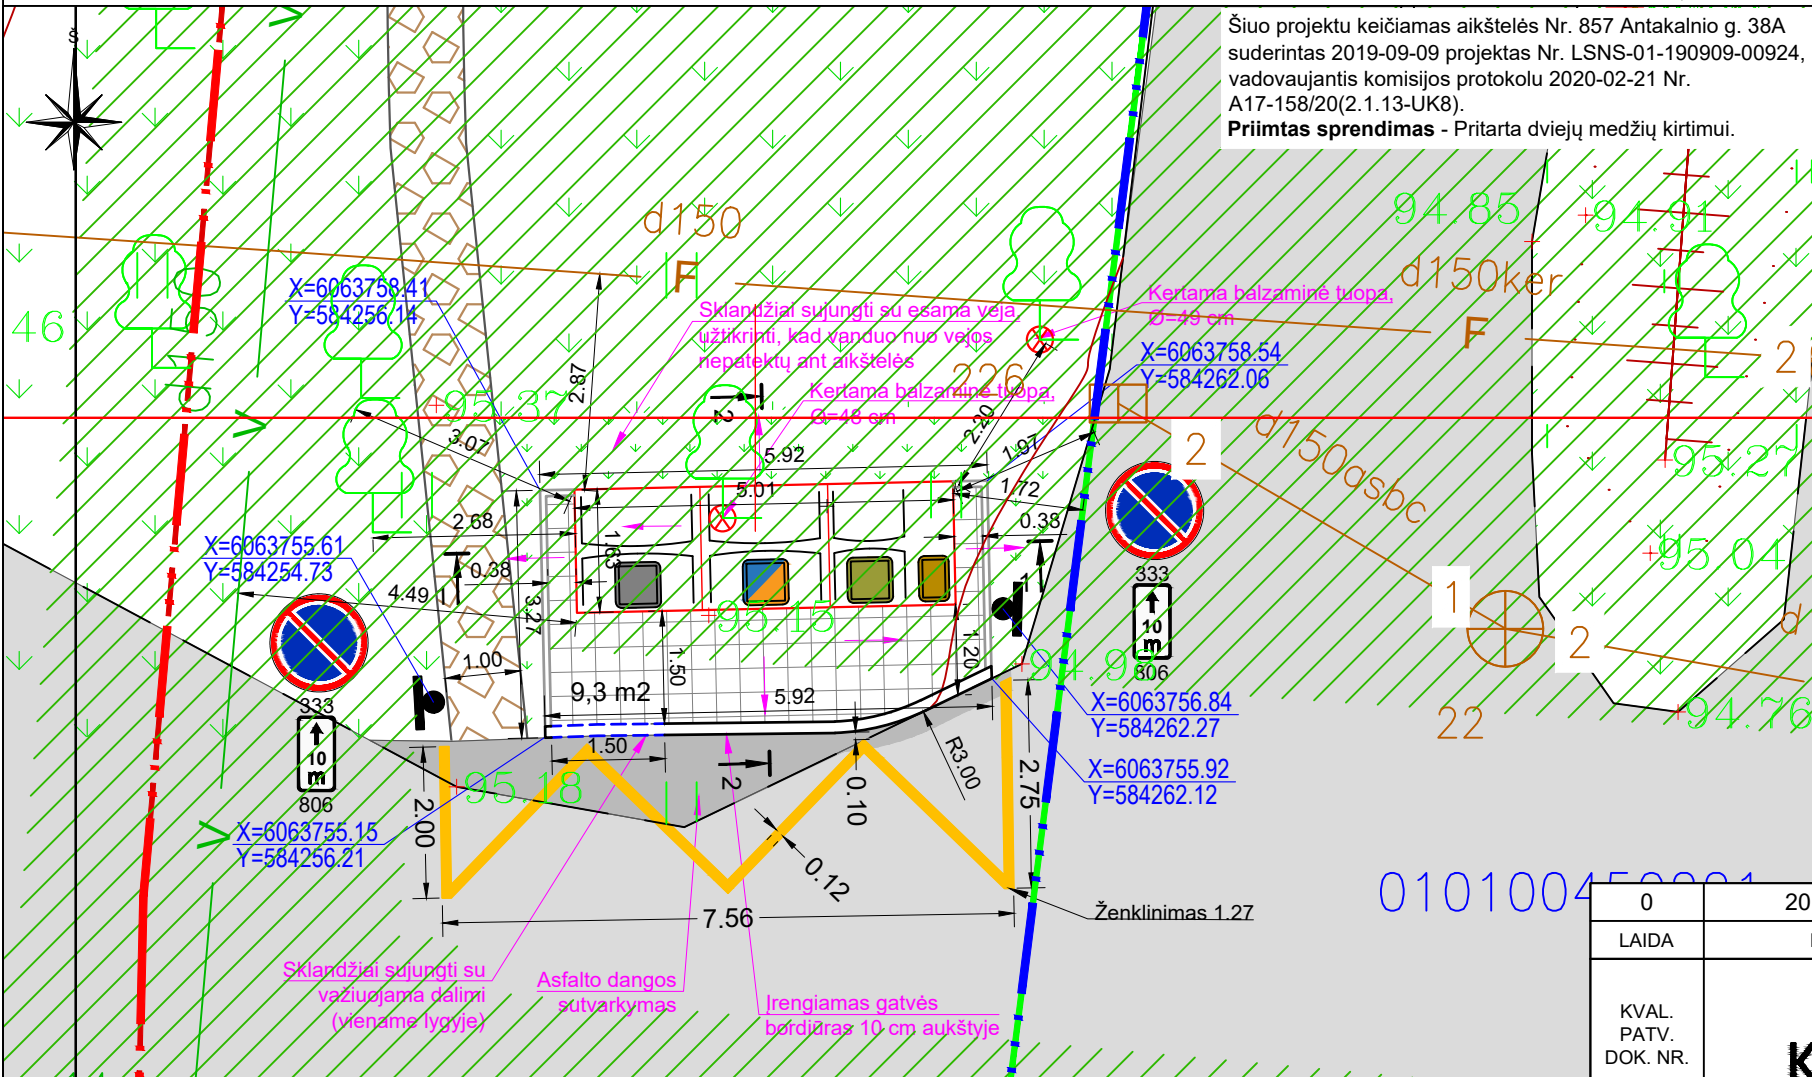 Šiuo projektu keičiamas aikštelės Nr. 857 Antakalnio g. 38A
suderintas 2019-09-09 projektas Nr. LSNS-01-190909-00924,
vadovaujantis komisijos protokolu 2020-02-21 Nr.
A17-158/20(2.1.13-UK8).
Priimtas sprendimas - Pritarta dviejų medžių kirtimui.
Š
d150
94.85
94.91
F
d150ker
X=6063758.41
Y=584256.14
Sklandžiai sujungti su esama veja,
užtikrinti, kad vanduo nuo vejos
nepatektų ant aikštelės
Kertama balzaminė tuopa,
Ø=49 cm
46
F
2
X=6063758.54
Y=584262.06
2.87
226
Kertama balzaminė tuopa,
Ø=48 cm
95.37
2
2.20
3.07
5.92
1.97
2
d150asbc
95.27
5.01
1.72
2.68
0.38
1.63
X=6063755.61
Y=584254.73
0.38
95.04
4.49
1
1
333
10
m
806
3.27
95.15
1
2
d
1.00
1.50
1.20
94.98
9,3 m2
5.92
X=6063756.84
Y=584262.27
22
94.76
333
10
m
806
1.50
R3.00
2.75
X=6063755.92
Y=584262.12
95.18
2
0.10
2.00
X=6063755.15
Y=584256.21
0.12
7.56
Ženklinimas 1.27
0
20
LAIDA
Sklandžiai sujungti su
važiuojama dalimi
(viename lygyje)
Asfalto dangos
sutvarkymas
Įrengiamas gatvės
bordiūras 10 cm aukštyje
KVAL.
PATV.
DOK. NR.
K